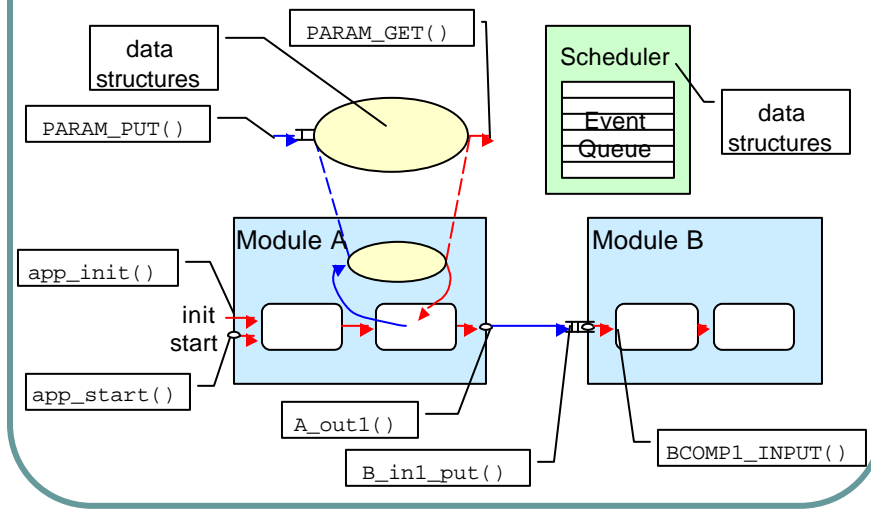 PARAM_GET()
data
structures
Scheduler
PARAM_PUT()
Event
Queue
data
structures
Module A
Module B
app_init()
init
start
app_start()
A_out1()
B_in1_put()
BCOMP1_INPUT()